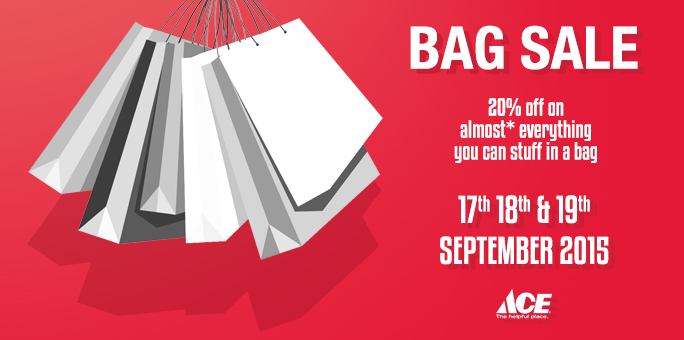 BAG SALE
20% off on
almost* everything
you can stuff in a bag
17th 18th & 19th
SEPTEMBER 2015
ACE
The helpful place.